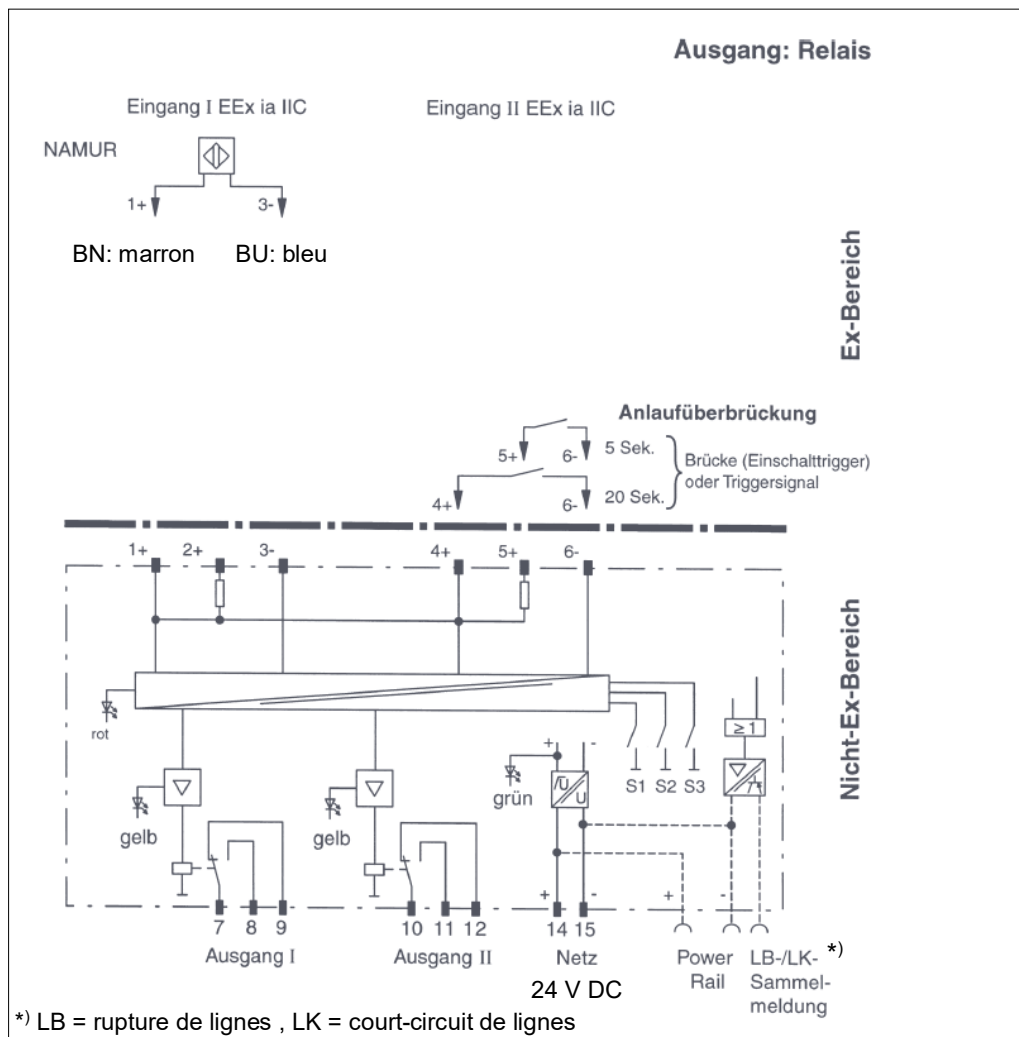 Ausgang: Relais
Eingang I EEx ia IIC
Eingang II EEx ia IIC
NAMUR
1+
3-
BN: marron
BU: bleu
Ex-Bereich
Anlaufüberbrückung
5+
6-
5 Sek.
4+
6-
20 Sek.
Brücke (Einschalttrigger)
oder Triggersignal
1+
2+
3-
4+
5+
6-
Nicht-Ex-Bereich
rot
+
-
≥1
grün
U
U
S1
S2
S3
gelb
gelb
+
-
+
-
7
8
9
10
11
12
14
15
Ausgang I
Ausgang II
Netz
24 V DC
Power
Rail
LB-/LK- *)
Sammel-
meldung
*) LB = rupture de lignes , LK = court-circuit de lignes